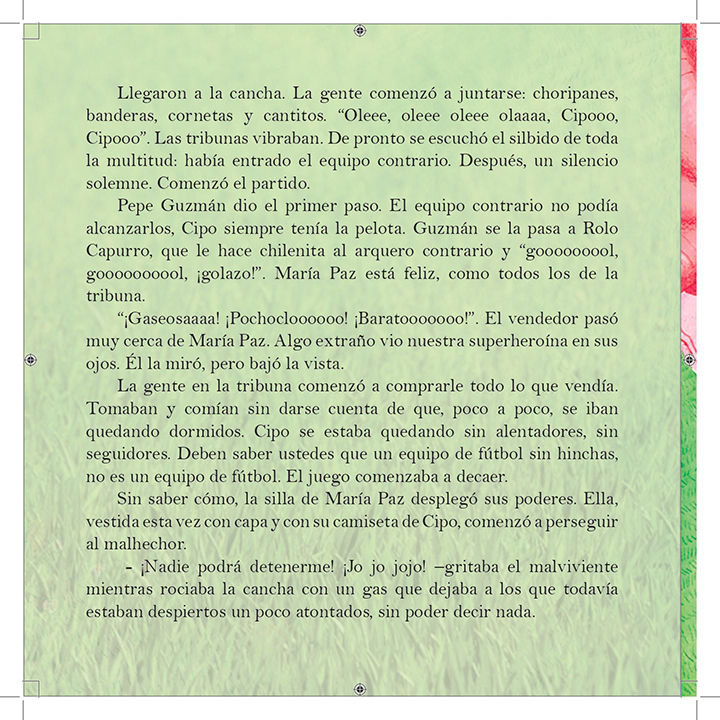 Llegaron a la cancha. La gente comenzó a juntarse: choripanes,
banderas, cornetas y cantitos. “Oleee, oleee oleee olaaaa, Cipooo,
Cipooo”. Las tribunas vibraban. De pronto se escuchó el silbido de toda
la multitud: había entrado el equipo contrario. Después, un silencio
solemne. Comenzó el partido.
Pepe Guzmán dio el primer paso. El equipo contrario no podía
alcanzarlos, Cipo siempre tenía la pelota. Guzmán se la pasa a Rolo
Capurro, que le hace chilenita al arquero contrario y “goooooool,
gooooooooool, ¡golazo!”. María Paz está feliz, como todos los de la
tribuna.
“¡Gaseosaaaa! ¡Pochocloooooo! ¡Baratooooooo!”. El vendedor pasó
muy cerca de María Paz. Algo extraño vio nuestra superheroína en sus
ojos. Él la miró, pero bajó la vista.
La gente en la tribuna comenzó a comprarle todo lo que vendía.
Tomaban y comían sin darse cuenta de que, poco a poco, se iban
quedando dormidos. Cipo se estaba quedando sin alentadores, sin
seguidores. Deben saber ustedes que un equipo de fútbol sin hinchas,
no es un equipo de fútbol. El juego comenzaba a decaer.
Sin saber cómo, la silla de María Paz desplegó sus poderes. Ella,
vestida esta vez con capa y con su camiseta de Cipo, comenzó a perseguir
al malhechor.
- ¡Nadie podrá detenerme! ¡Jo jo jojo! –gritaba el malviviente
mientras rociaba la cancha con un gas que dejaba a los que todavía
estaban despiertos un poco atontados, sin poder decir nada.